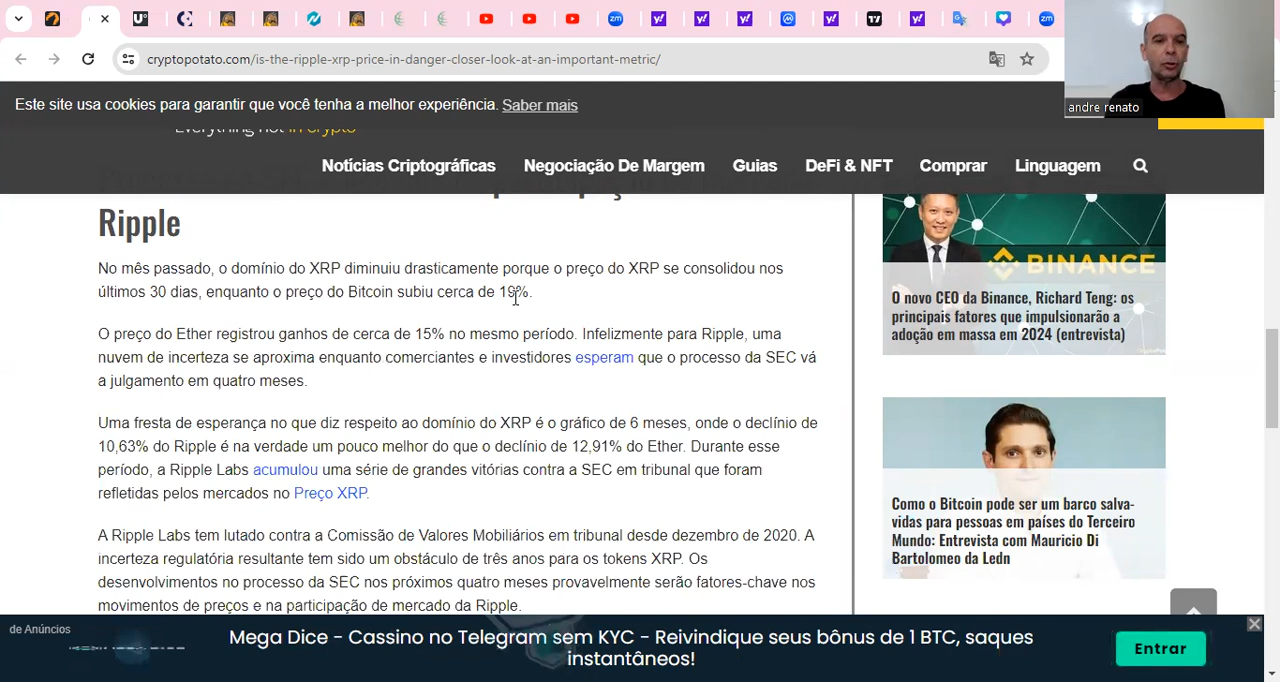 cryptopotato.com/is-the-ripple-xrp-price-in-danger-closer-look-at-an-important-metric/
andre renato
Este site usa cookies para garantir que você tenha a melhor experiência. Saber mais
Everything hot in crypto
Notícias Criptográficas Negociação De Margem Guias DeFi & NFT Comprar Linguagem
Ripple
No mês passado, o domínio do XRP diminuiu drasticamente porque o preço do XRP se consolidou nos
últimos 30 dias, enquanto o preço do Bitcoin subiu cerca de 19%.
O preço do Ether registrou ganhos de cerca de 15% no mesmo período. Infelizmente para Ripple, uma
nuvem de incerteza se aproxima enquanto comerciantes e investidores esperam que o processo da SEC vá
a julgamento em quatro meses.
Uma fresta de esperança no que diz respeito ao domínio do XRP é o gráfico de 6 meses, onde o declínio de
10,63% do Ripple é na verdade um pouco melhor do que o declínio de 12,91% do Ether. Durante esse
período, a Ripple Labs acumulou uma série de grandes vitórias contra a SEC em tribunal que foram
refletidas pelos mercados no Preço XRP.
A Ripple Labs tem lutado contra a Comissão de Valores Mobiliários em tribunal desde dezembro de 2020. A
incerteza regulatória resultante tem sido um obstáculo de três anos para os tokens XRP. Os
desenvolvimentos no processo da SEC nos próximos quatro meses provavelmente serão fatores-chave nos
movimentos de preços e na participação de mercado da Ripple.
BINANCE
O novo CEO da Binance, Richard Teng: os
principais fatores que impulsionarão a
adoção em massa em 2024 (entrevista)
Como o Bitcoin pode ser um barco salva-
vidas para pessoas em países do Terceiro
Mundo: Entrevista com Mauricio Di
Bartolomeo da Ledn
de Anúncios
Mega Dice - Cassino no Telegram sem KYC - Reivindique seus bônus de 1 BTC, saques
instantâneos!
Entrar